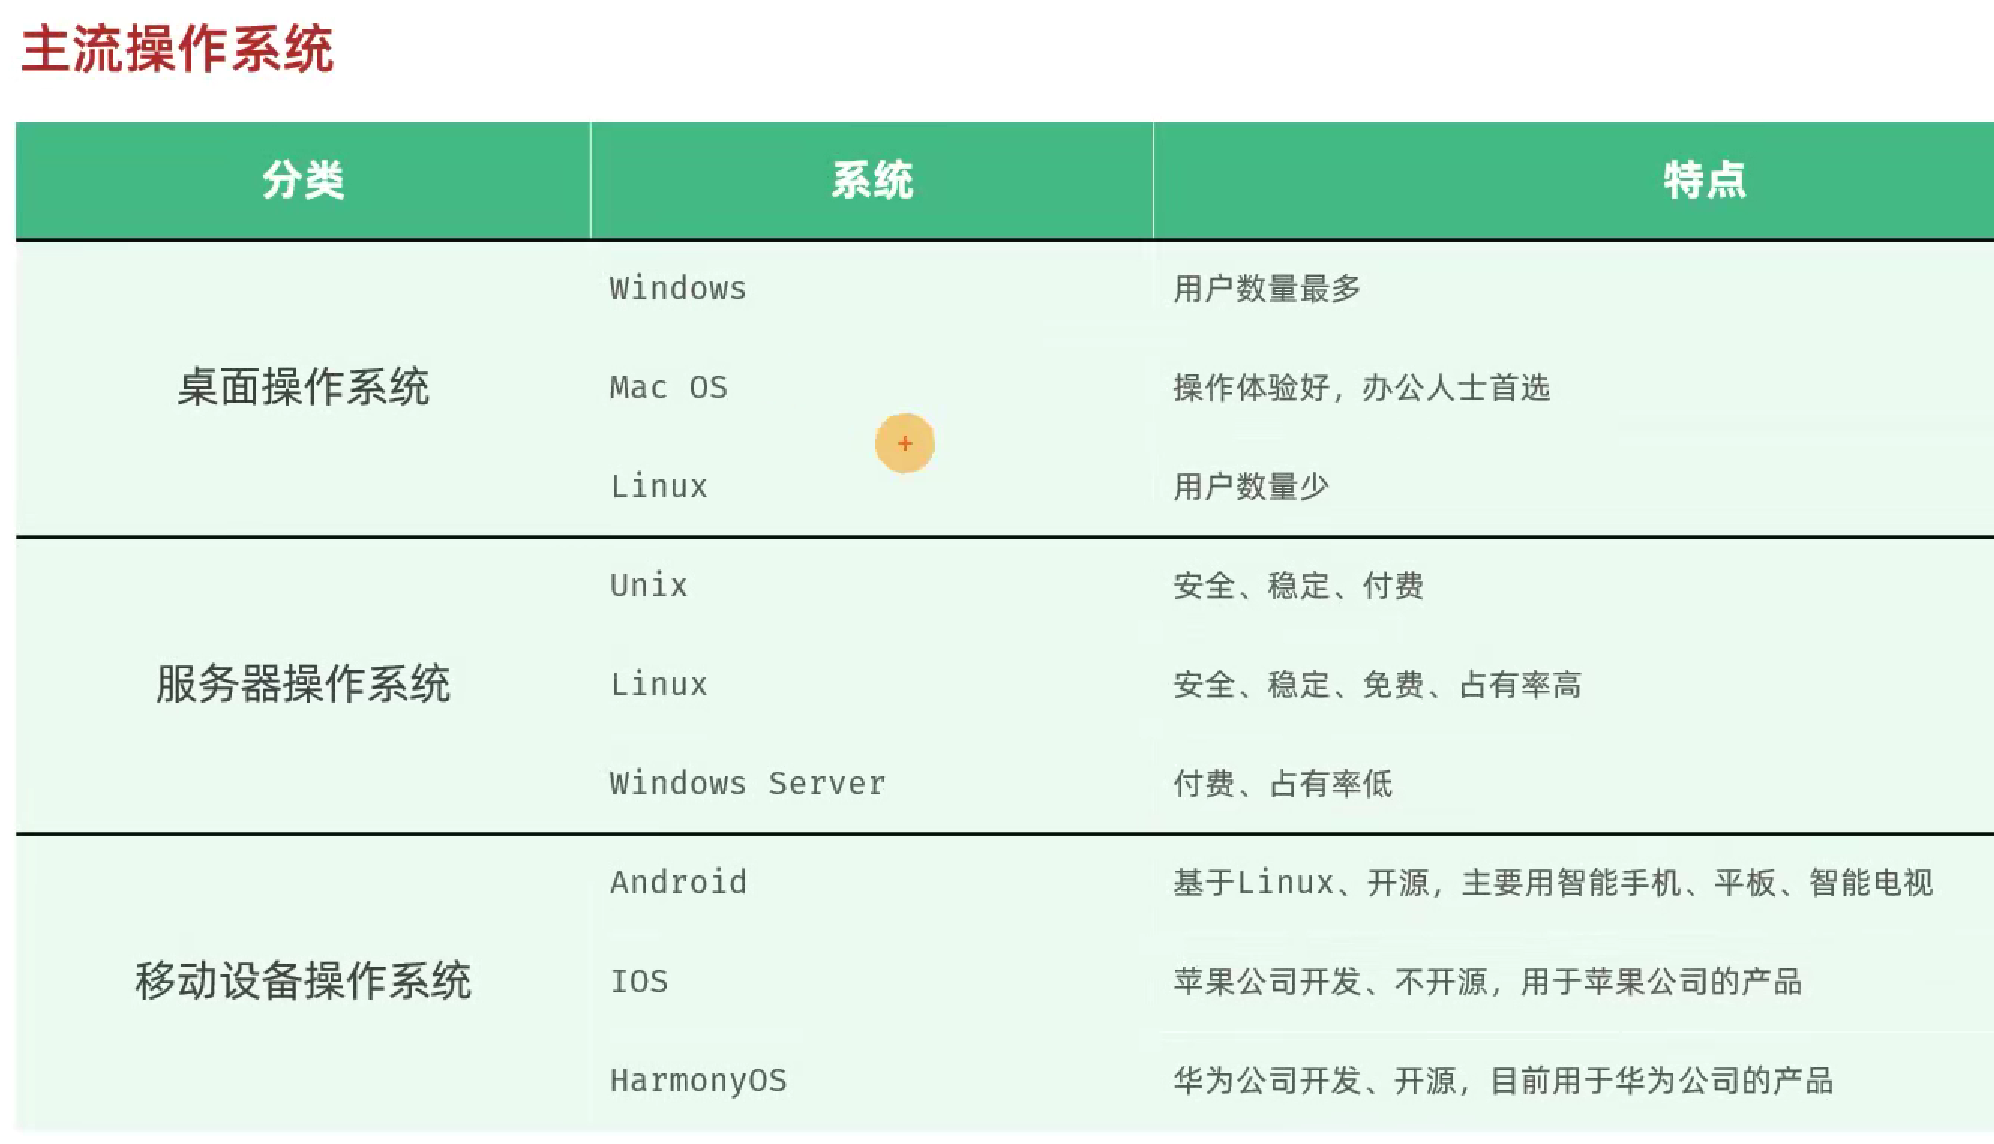 主流操作系统
分类 系统 特点
桌面操作系统
Windows 用户数量最多
Mac OS 操作体验好，办公人士首选
Linux 用户数量少
服务器操作系统
Unix 安全、稳定、付费
Linux 安全、稳定、免费、占有率高
Windows Server 付费、占有率低
移动设备操作系统
Android 基于Linux、开源，主要用智能手机、平板、智能电视
IOS 苹果公司开发、不开源，用于苹果公司的产品
HarmonyOS 华为公司开发、开源，目前用于华为公司的产品